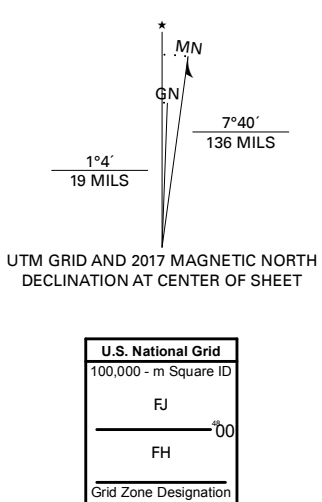 ★
MN
GN
7°40´
136 MILS
1°4´
19 MILS
UTM GRID AND 2017 MAGNETIC NORTH
DECLINATION AT CENTER OF SHEET
U.S. National Grid
100,000 - m Square ID
FJ
4800
FH
Grid Zone Designation